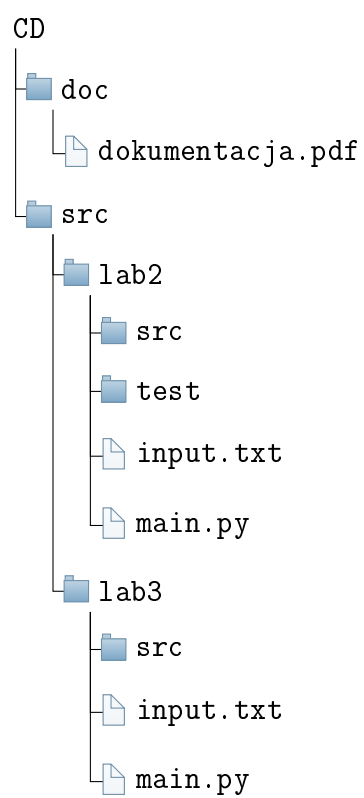 CD
doc
dokumentacja.pdf
src
lab2
src
test
input.txt
main.py
lab3
src
input.txt
main.py